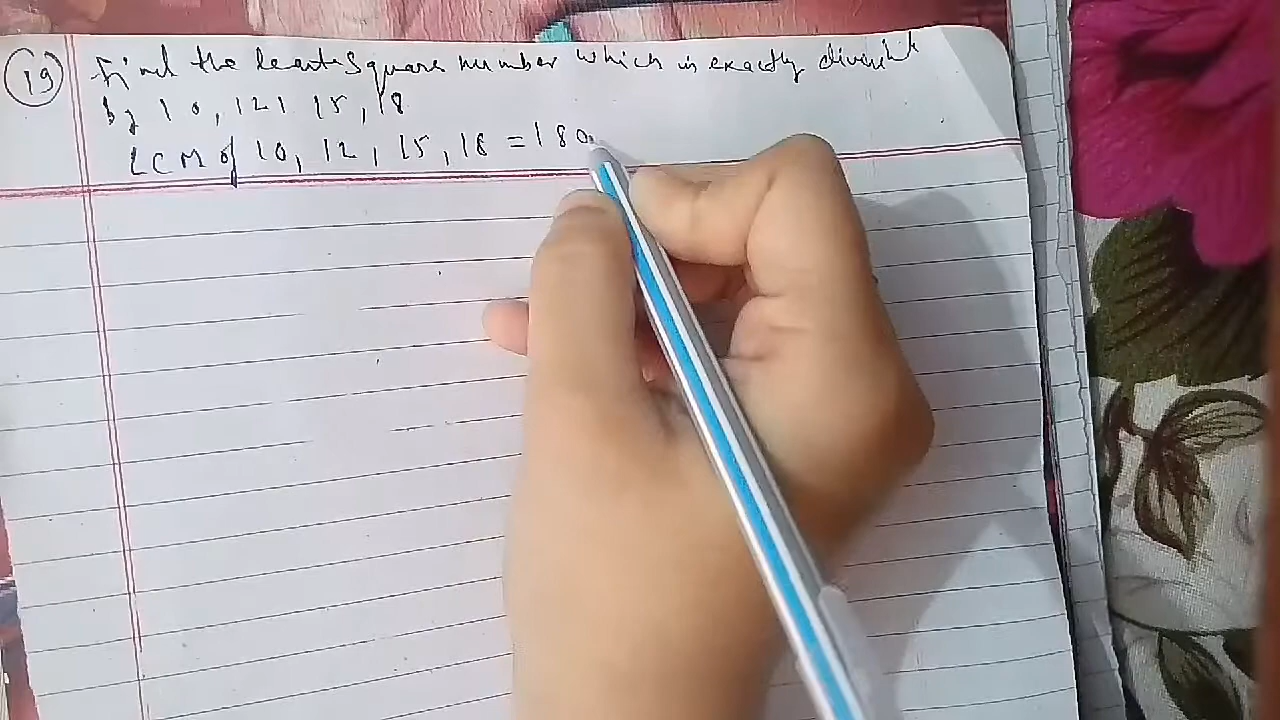 19 Find the least square number which is exactly divisible
by 10, 12, 15, 18
LCM of 10, 12, 15, 18 = 180